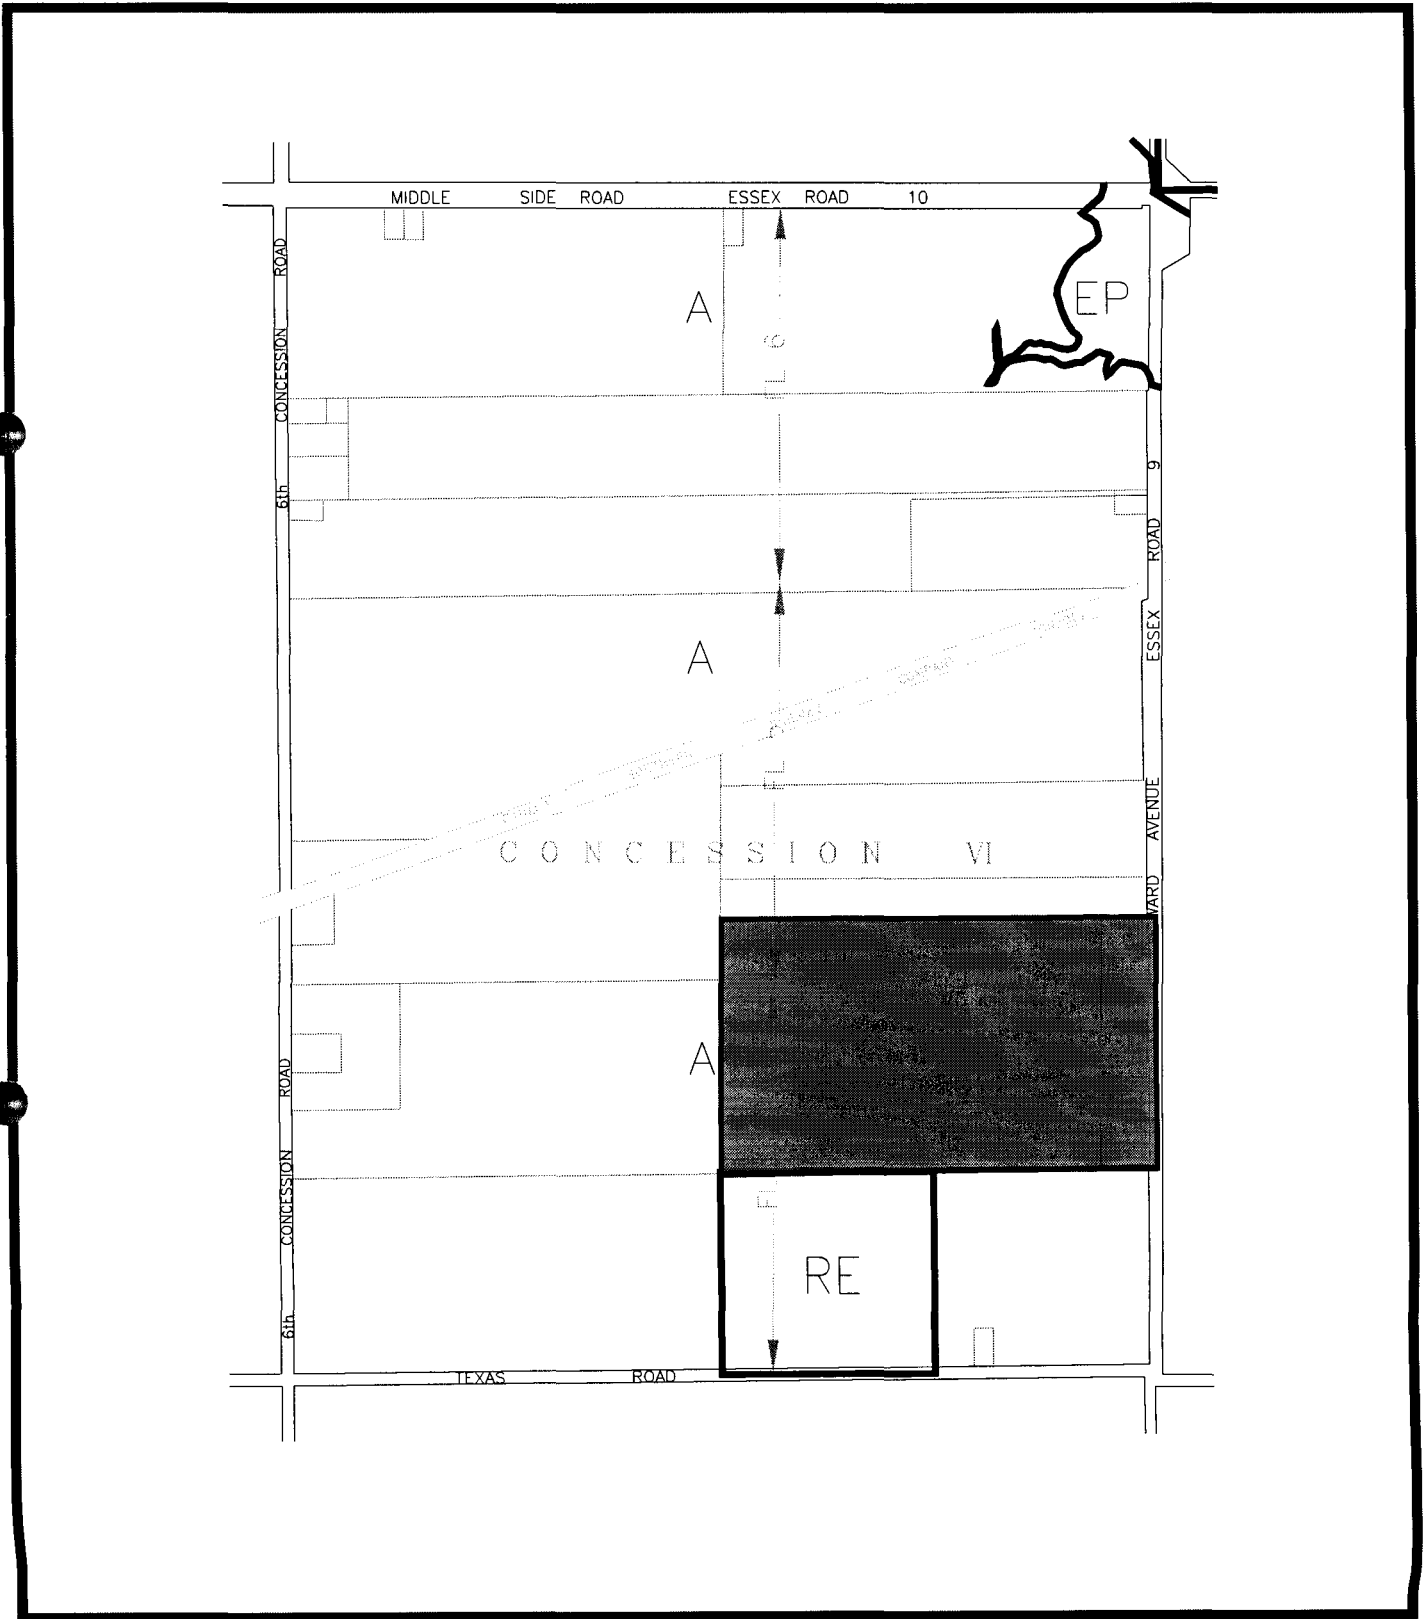 MIDDLE SIDE ROAD ESSEX ROAD 10
6th CONCESSION ROAD
A
EP
ESSEX ROAD 9
A
AVENUE
CONCESSION VI
A
6th CONCESSION ROAD
RE
TEXAS ROAD